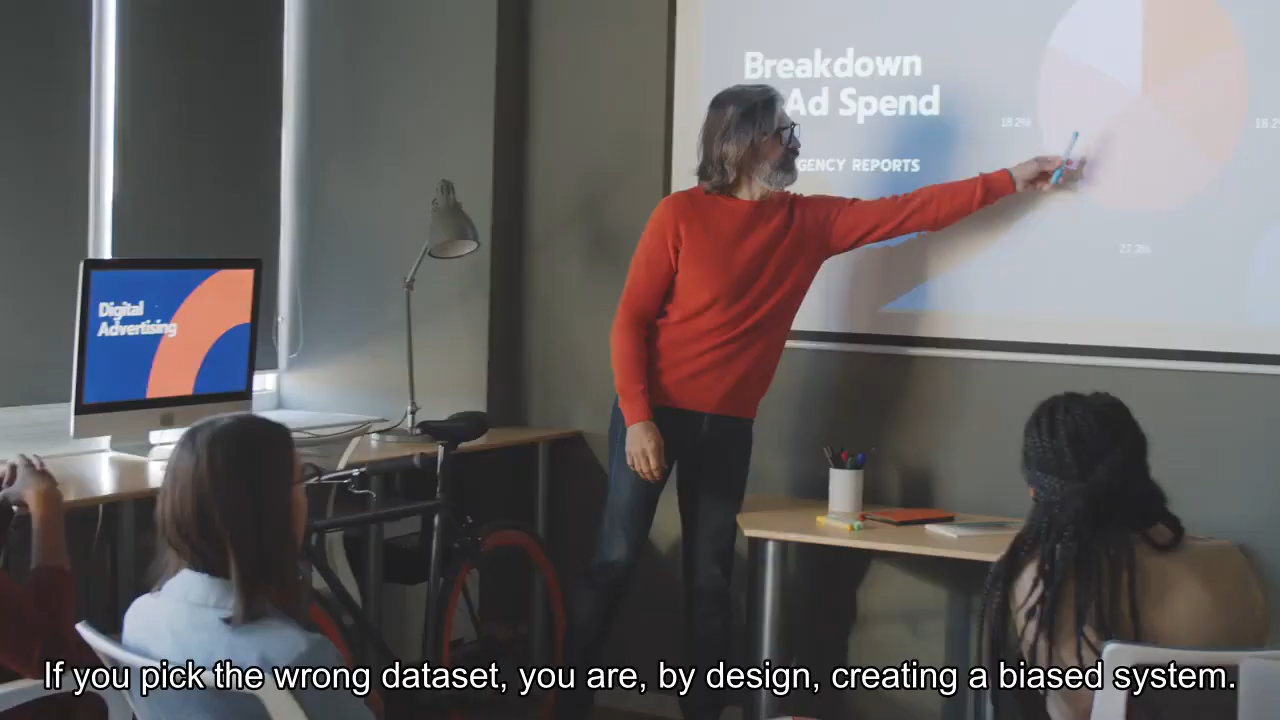 Breakdown
Ad Spend
GENCY REPORTS
18.2%
18.2%
27.3%
Digital
Advertising
If you pick the wrong dataset, you are, by design, creating a biased system.